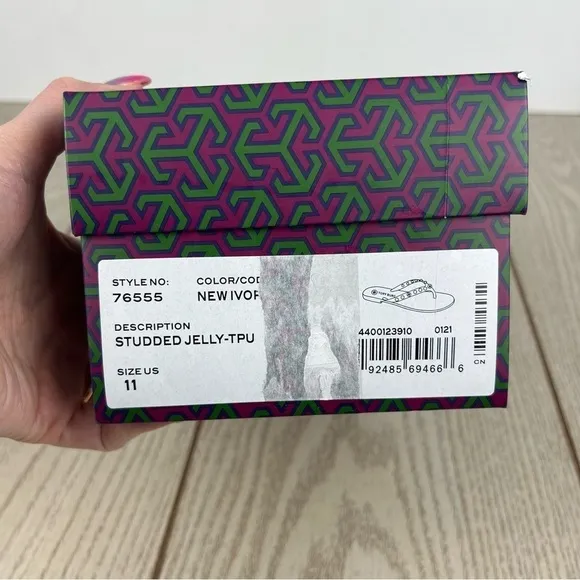 STYLE NO:
76555
COLOR/COD
NEW IVOR
DESCRIPTION
STUDDED JELLY-TPU
SIZE US
11
4400123910 0121
92485 69466 6
CN